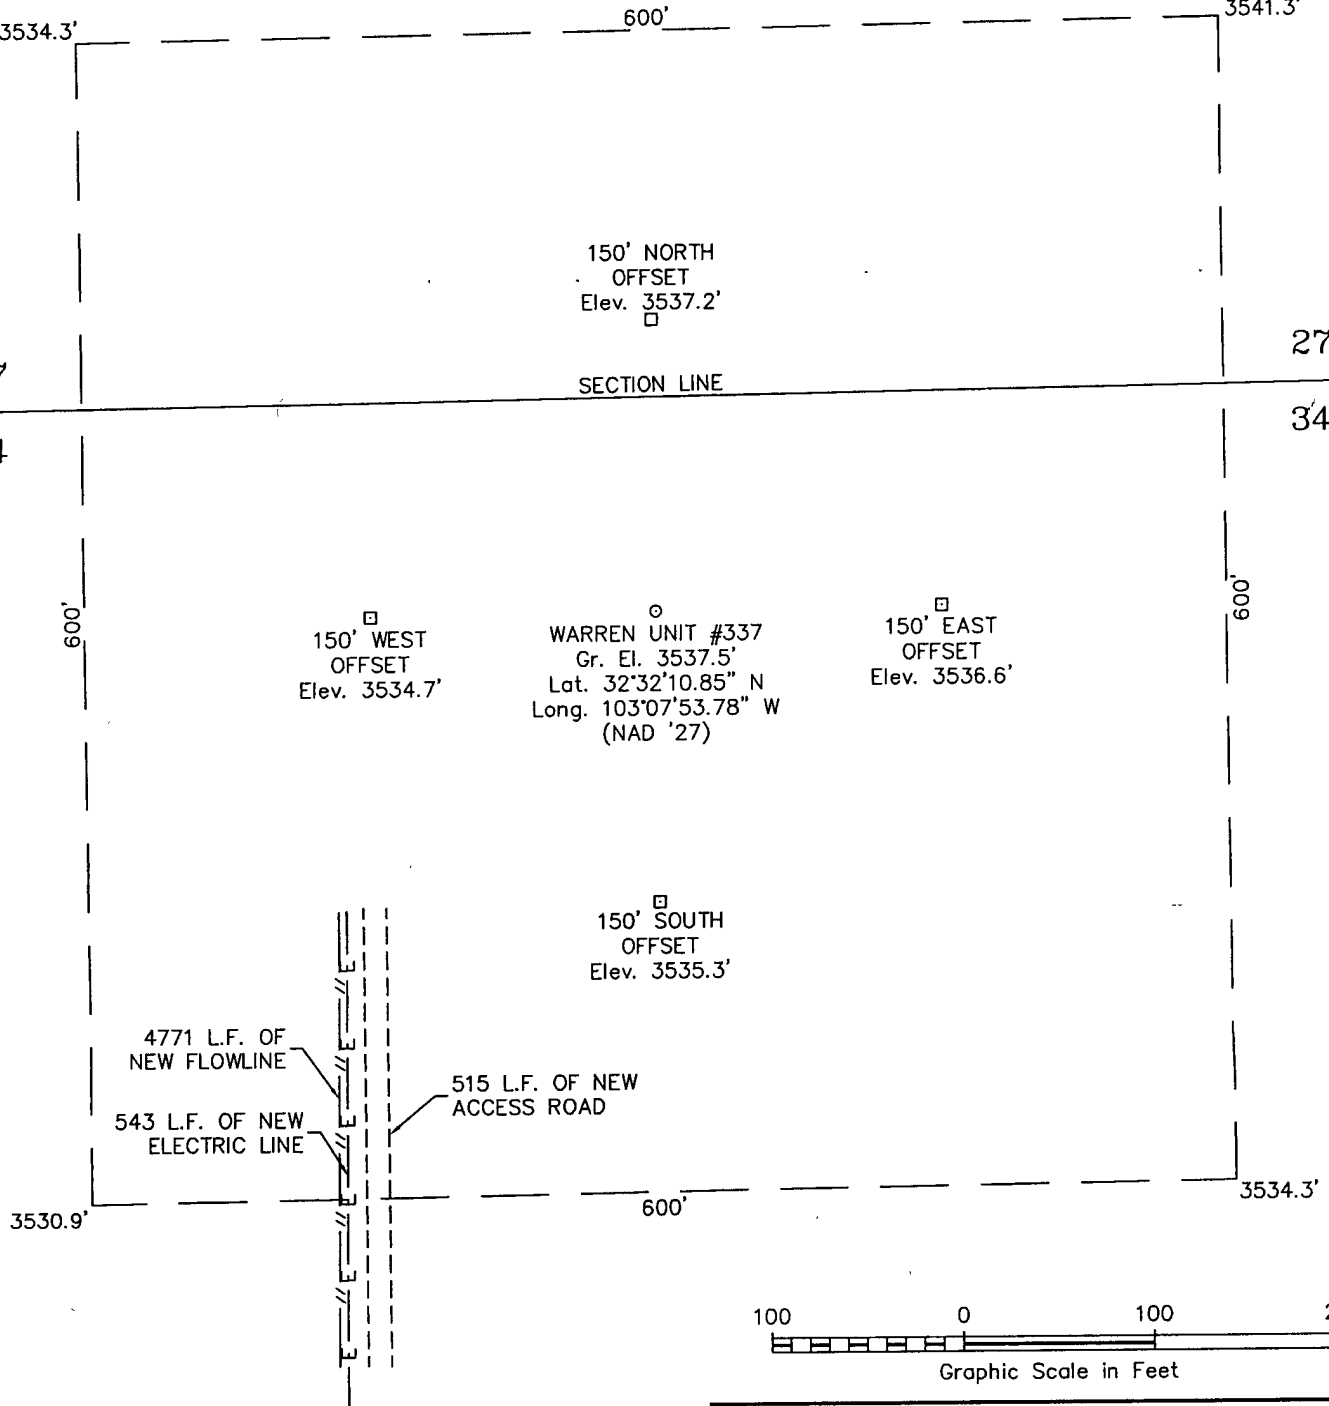 3534.3'
600'
3541.3'
150' NORTH
OFFSET
Elev. 3537.2'
SECTION LINE
27
34
600'
600'
150' WEST
OFFSET
Elev. 3534.7'
WARREN UNIT #337
Gr. El. 3537.5'
Lat. 32°32'10.85" N
Long. 103°07'53.78" W
(NAD '27)
150' EAST
OFFSET
Elev. 3536.6'
150' SOUTH
OFFSET
Elev. 3535.3'
4771 L.F. OF
NEW FLOWLINE
543 L.F. OF NEW
ELECTRIC LINE
515 L.F. OF NEW
ACCESS ROAD
3530.9'
600'
3534.3'
100 0 100
Graphic Scale in Feet